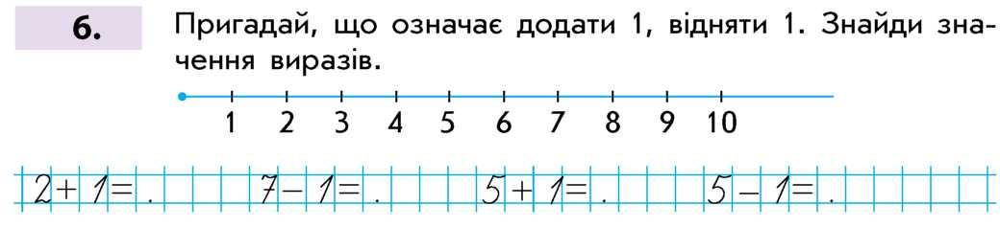 6. Пригадай, що означає додати 1, відняти 1. Знайди зна-
чення виразів.
1 2 3 4 5 6 7 8 9 10
2 + 1 = . 7 − 1 = . 5 + 1 = . 5 − 1 = .